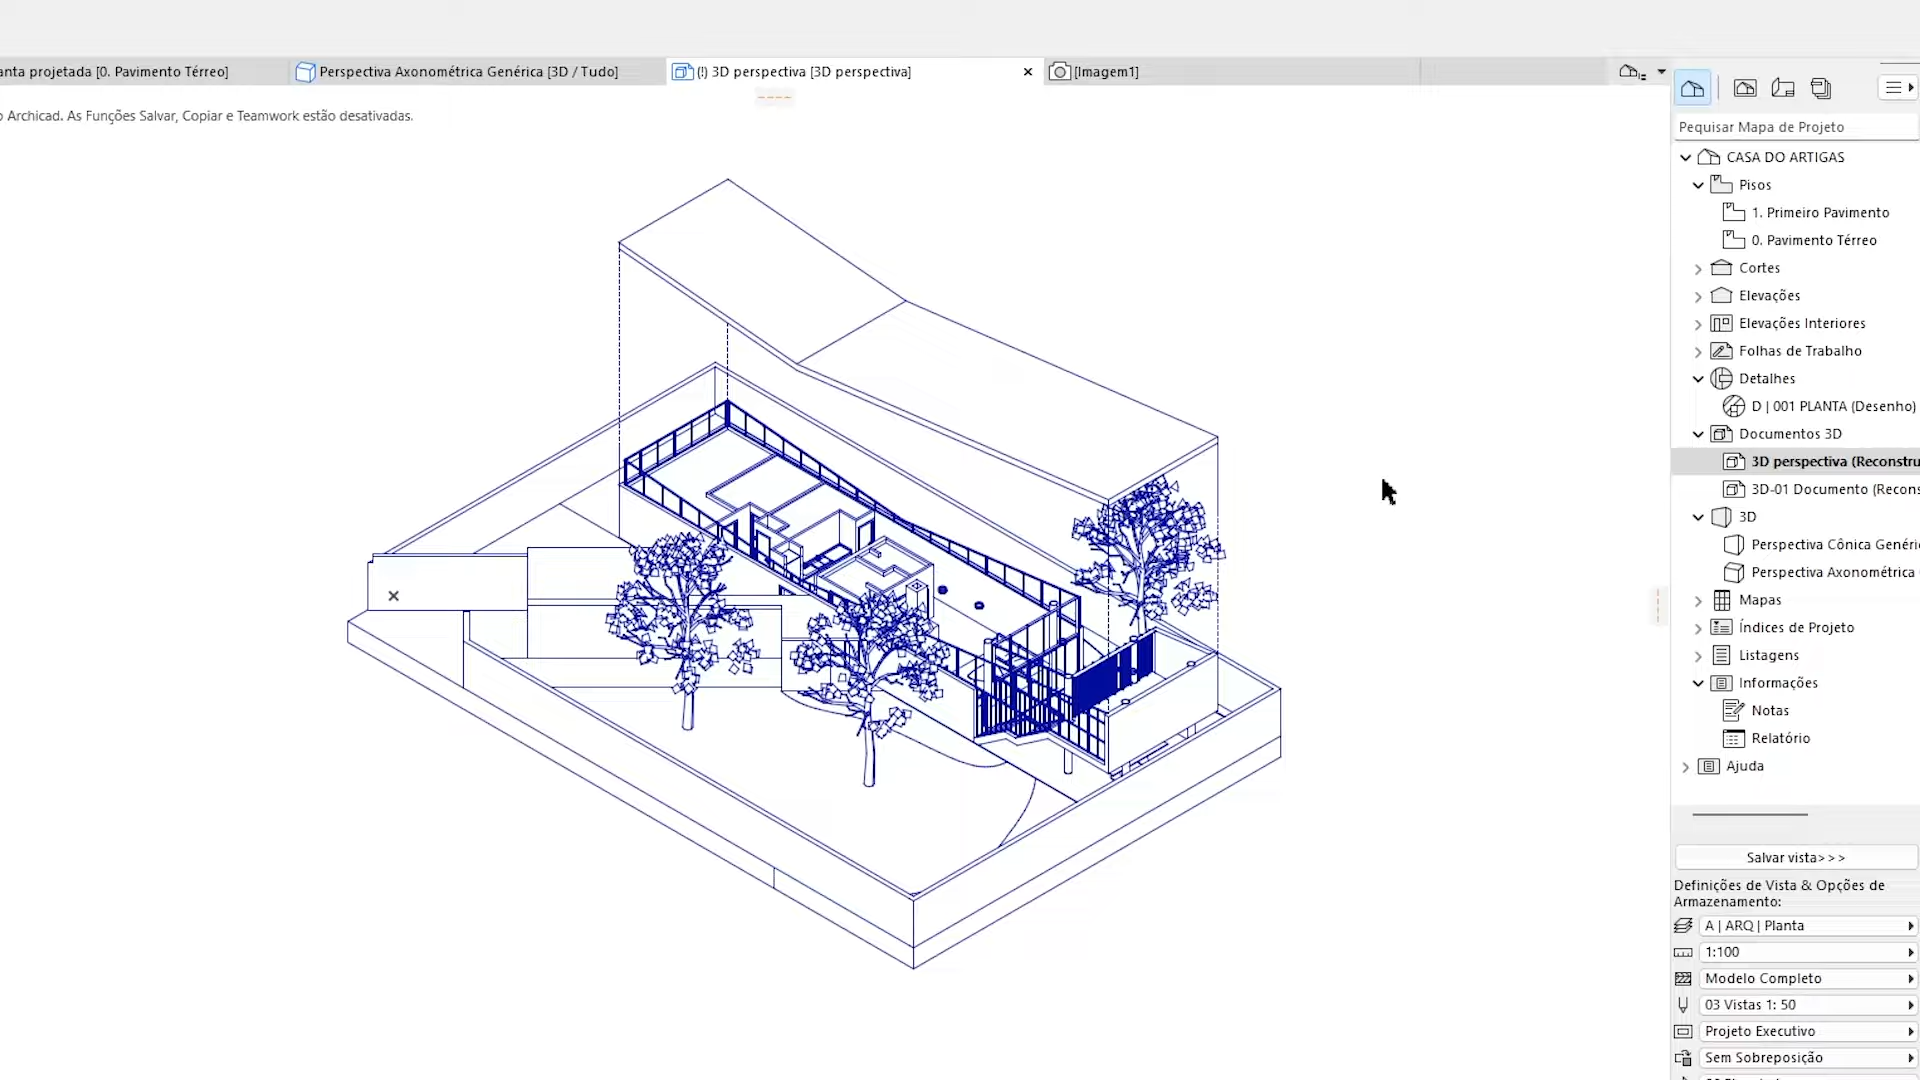 anta projetada [0. Pavimento Térreo]
Perspectiva Axonométrica Genérica [3D / Tudo]
(!) 3D perspectiva [3D perspectiva]
[Imagem1]
o Archicad. As Funções Salvar, Copiar e Teamwork estão desativadas.
Pequisar Mapa de Projeto
CASA DO ARTIGAS
Pisos
1. Primeiro Pavimento
0. Pavimento Térreo
Cortes
Elevações
Elevações Interiores
Folhas de Trabalho
Detalhes
D | 001 PLANTA (Desenho)
Documentos 3D
3D perspectiva (Reconstru
3D-01 Documento (Recons
3D
Perspectiva Cônica Genéri
Perspectiva Axonométrica
Mapas
Índices de Projeto
Listagens
Informações
Notas
Relatório
Ajuda
Salvar vista>>>
Definições de Vista & Opções de
Armazenamento:
A | ARQ | Planta
1:100
Modelo Completo
03 Vistas 1: 50
Projeto Executivo
Sem Sobreposição